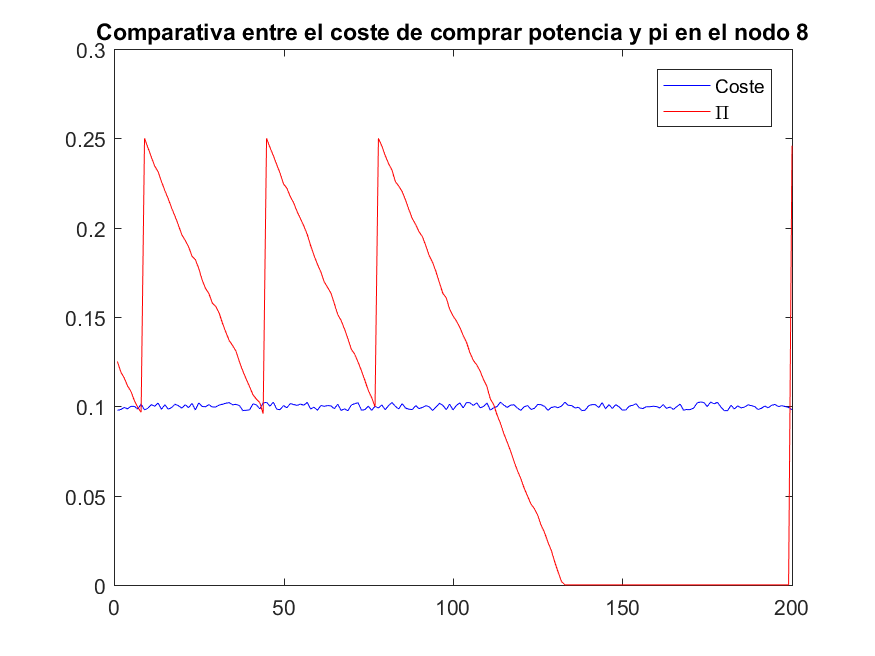 Comparativa entre el coste de comprar potencia y pi en el nodo 8
0.3
0.25
0.2
0.15
0.1
0.05
0
0 50 100 150 200
Coste
Π